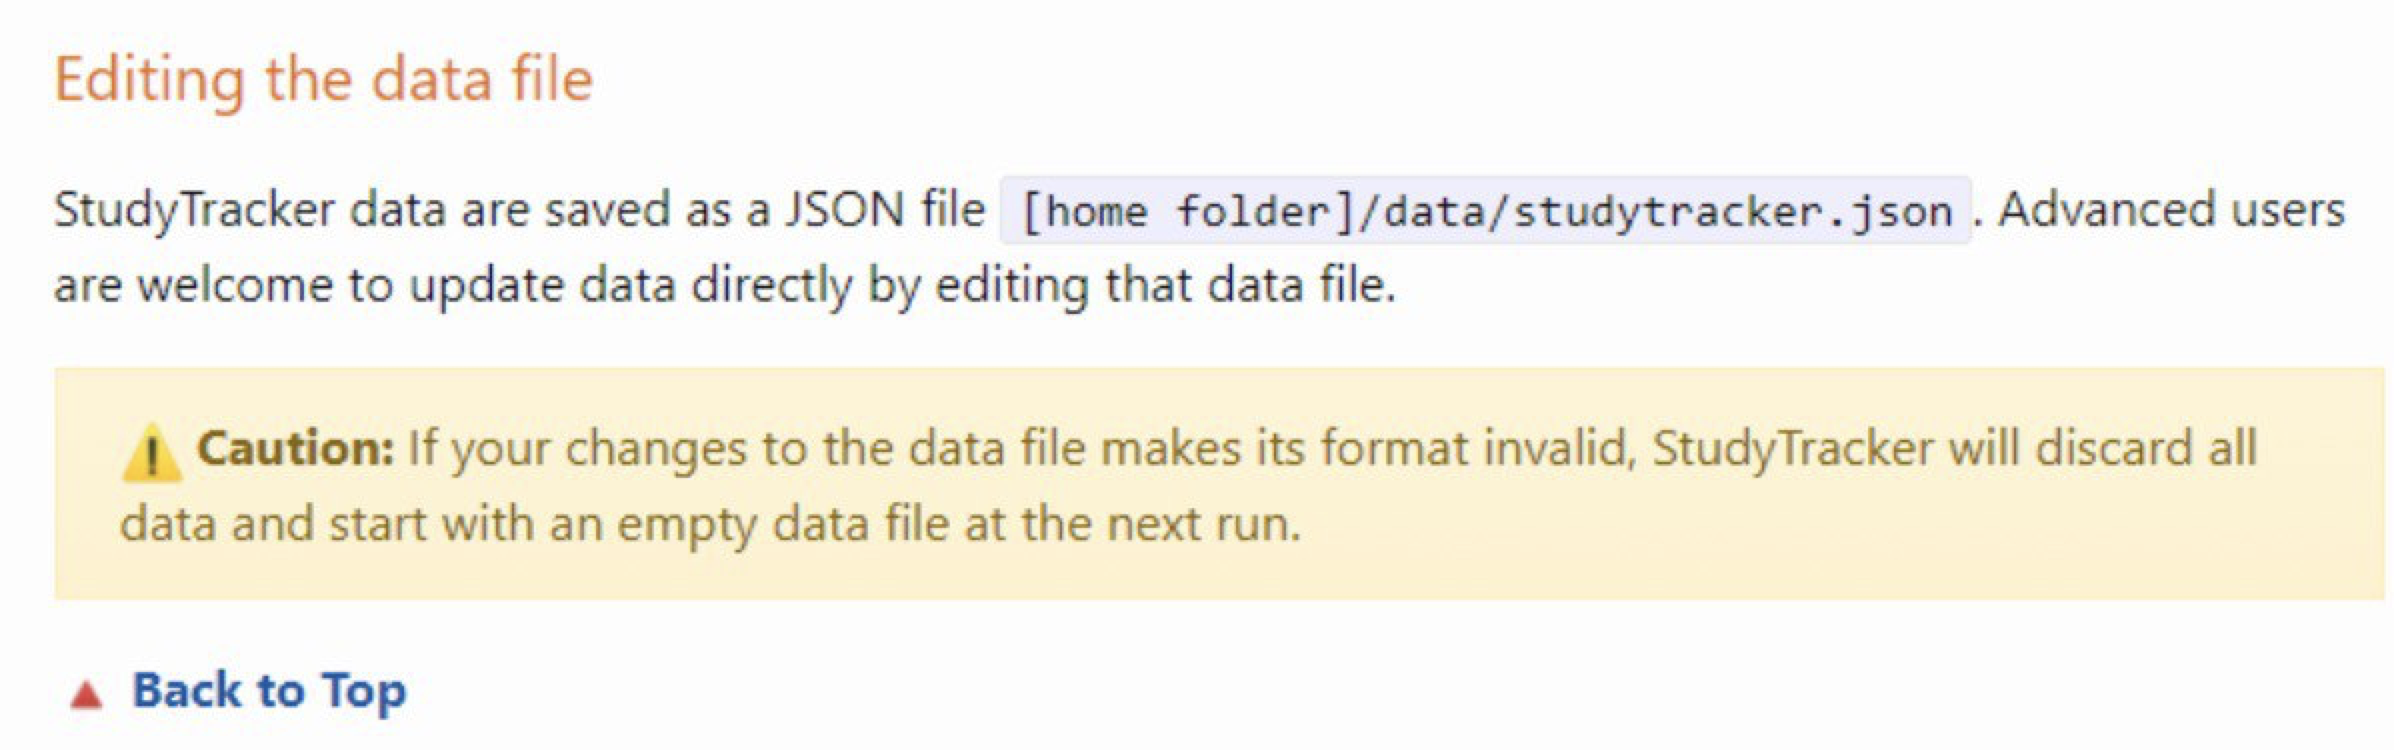 Editing the data file
StudyTracker data are saved as a JSON file [home folder]/data/studytracker.json. Advanced users
are welcome to update data directly by editing that data file.
⚠️ Caution: If your changes to the data file makes its format invalid, StudyTracker will discard all
data and start with an empty data file at the next run.
🔺 Back to Top